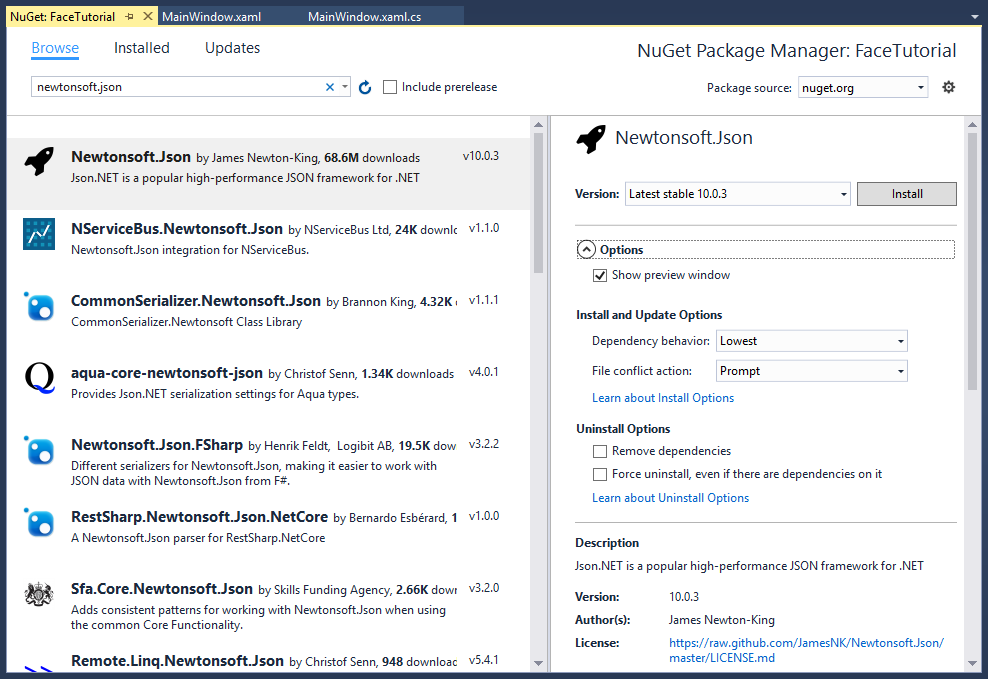 NuGet: FaceTutorial
MainWindow.xaml
MainWindow.xaml.cs
Browse
Installed
Updates
NuGet Package Manager: FaceTutorial
newtonsoft.json
Include prerelease
Package source:
nuget.org
Newtonsoft.Json by James Newton-King, 68.6M downloads
v10.0.3
Json.NET is a popular high-performance JSON framework for .NET
NServiceBus.Newtonsoft.Json by NServiceBus Ltd, 24K downlo
v1.1.0
Newtonsoft.Json integration for NServiceBus.
CommonSerializer.Newtonsoft.Json by Brannon King, 4.32K
v1.1.1
CommonSerializer.Newtonsoft Class Library
aqua-core-newtonsoft-json by Christof Senn, 1.34K downloads
v4.0.1
Provides Json.NET serialization settings for Aqua types.
Newtonsoft.Json.FSharp by Henrik Feldt, Logibit AB, 19.5K dow
v3.2.2
Different serializers for Newtonsoft.Json, making it easier to work with
JSON data with Newtonsoft.Json from F#.
RestSharp.Newtonsoft.Json.NetCore by Bernardo Esbérard, 1
v1.0.0
A Newtonsoft.Json parser for RestSharp.NetCore
Sfa.Core.Newtonsoft.Json by Skills Funding Agency, 2.66K dow
v3.2.0
Adds consistent patterns for working with Newtonsoft.Json when using
the common Core Functionality.
Remote.Linq.Newtonsoft.Json by Christof Senn, 948 downloac
v5.4.1
Newtonsoft.Json
Version:
Latest stable 10.0.3
Install
Options
Show preview window
Install and Update Options
Dependency behavior:
Lowest
File conflict action:
Prompt
Learn about Install Options
Uninstall Options
Remove dependencies
Force uninstall, even if there are dependencies on it
Learn about Uninstall Options
Description
Json.NET is a popular high-performance JSON framework for .NET
Version:
10.0.3
Author(s):
James Newton-King
License:
https://raw.github.com/JamesNK/Newtonsoft.Json/
master/LICENSE.md